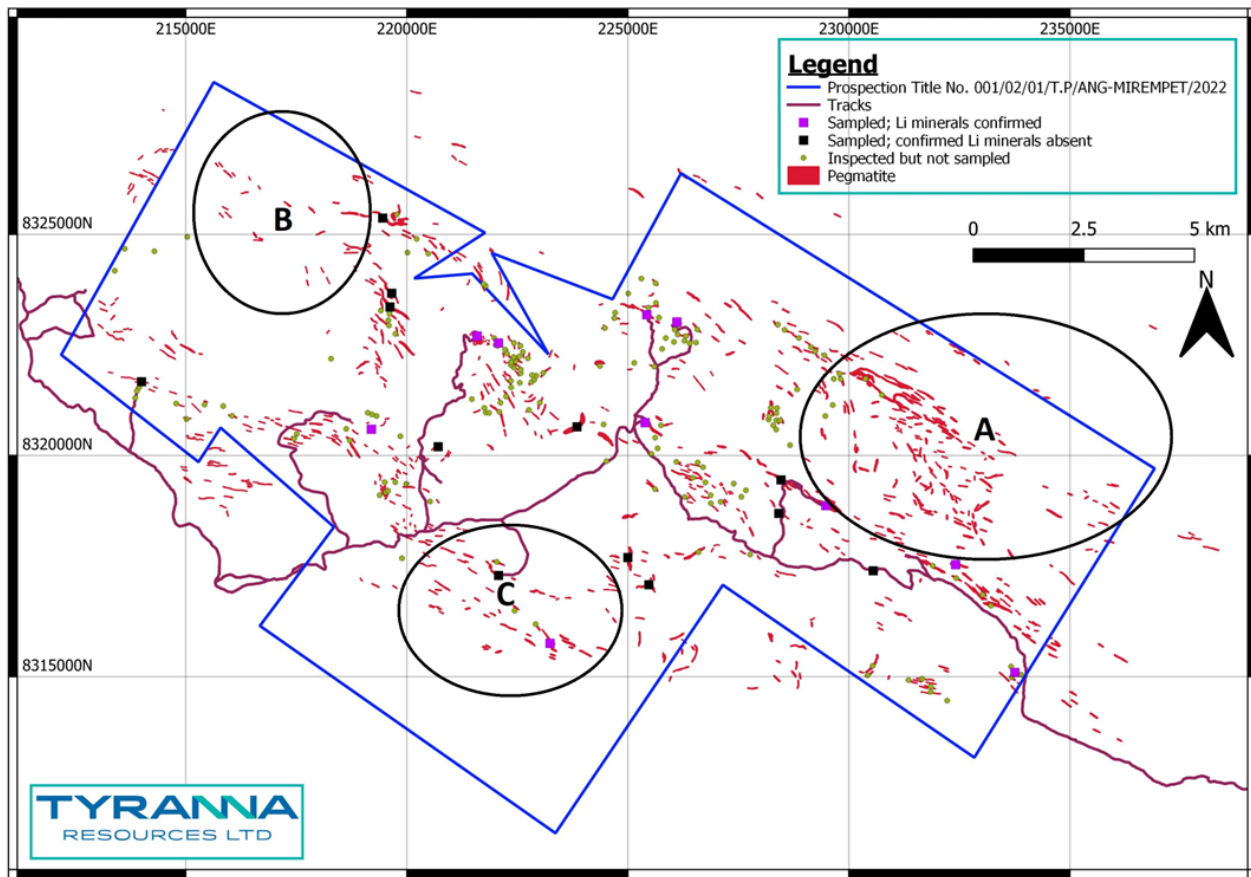 215000E
220000E
225000E
230000E
235000E
Legend
Prospection Title No. 001/02/01/T.P/ANG-MIREMPET/2022
Tracks
Sampled; Li minerals confirmed
Sampled; confirmed Li minerals absent
Inspected but not sampled
Pegmatite
8325000N
0 2.5 5 km
N
B
A
8320000N
C
8315000N
TYRANNA
RESOURCES LTD